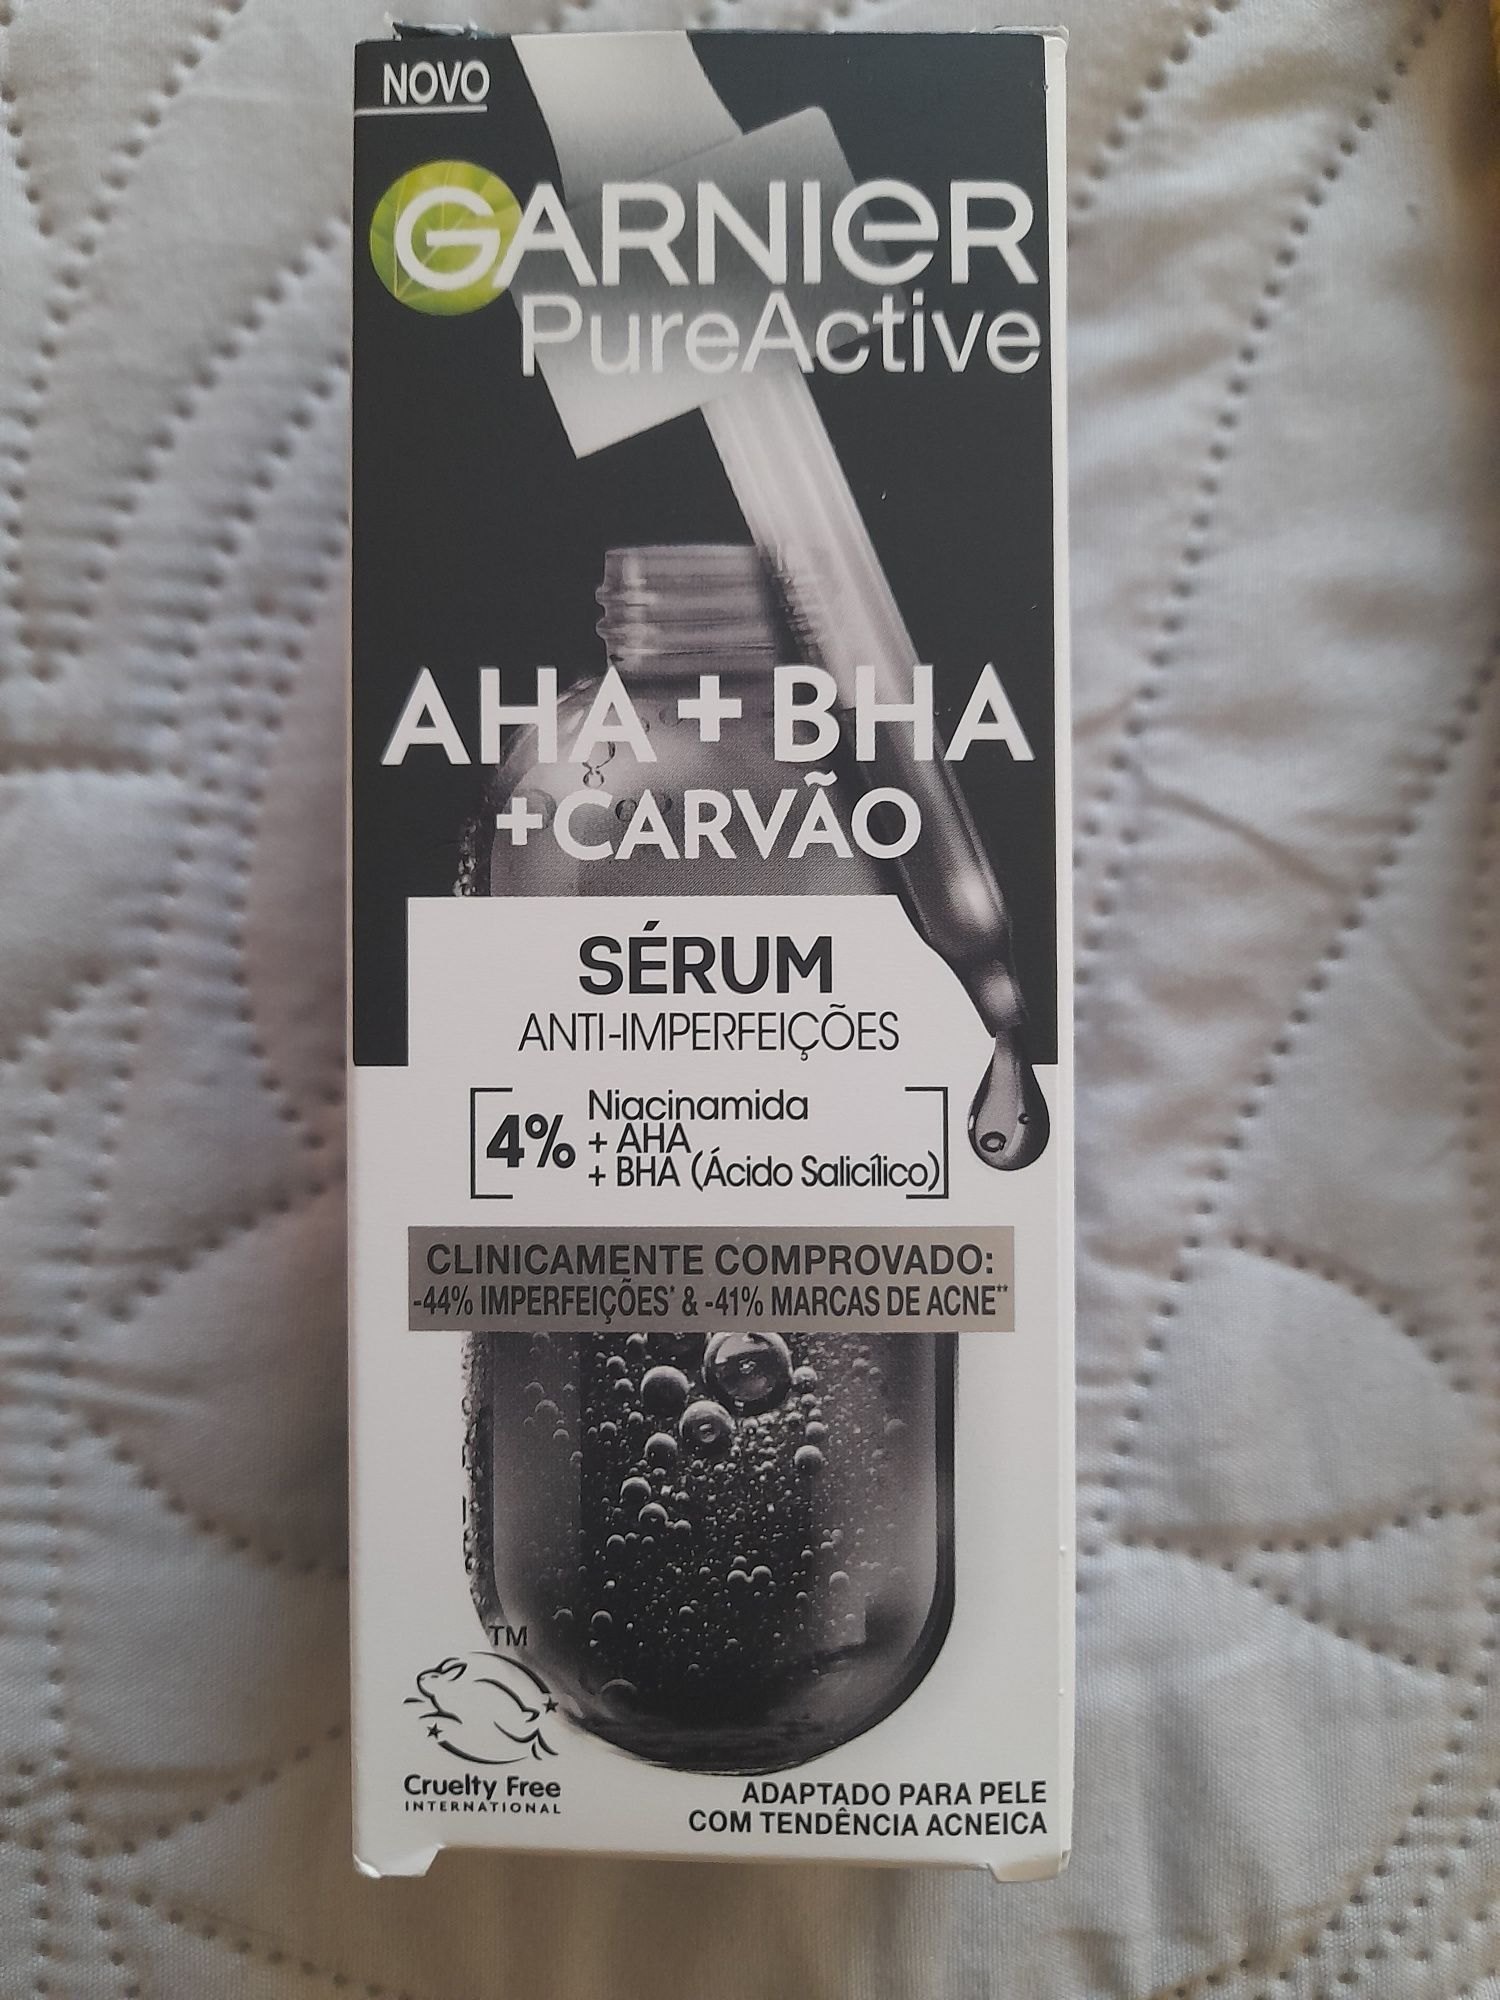 NOVO
GARNIER
PureActive
AHA + BHA
+CARVÃO
SÉRUM
ANTI-IMPERFEIÇÕES
4% Niacinamida
+ AHA
+ BHA (Ácido Salicílico)
CLINICAMENTE COMPROVADO:
-44% IMPERFEIÇÕES* & -41% MARCAS DE ACNE**
TM
Cruelty Free
INTERNATIONAL
ADAPTADO PARA PELE
COM TENDÊNCIA ACNEICA